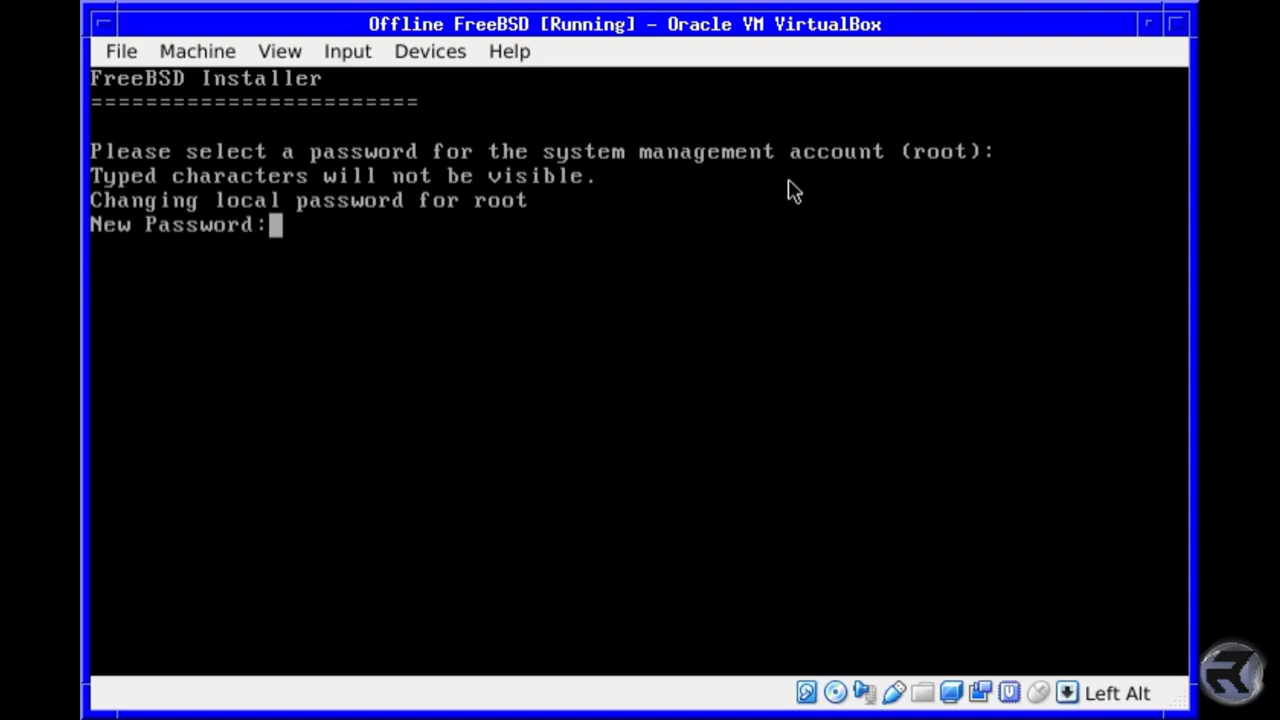 Offline FreeBSD [Running] - Oracle VM VirtualBox
File Machine View Input Devices Help
FreeBSD Installer
========================
Please select a password for the system management account (root):
Typed characters will not be visible.
Changing local password for root
New Password:
Left Alt